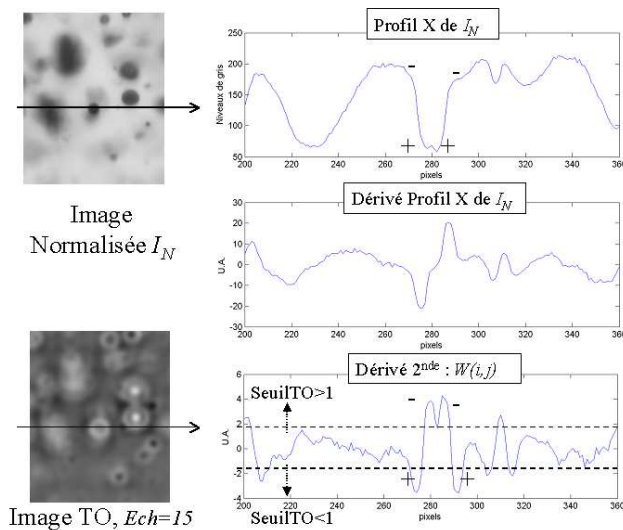 Profil X de I_N
Niveaux de gris
250
200
150
100
50
200 220 240 260 280 300 320 340 360
pixels
Image
Normalisée I_N
Dérivé Profil X de I_N
U.A.
30
20
10
0
-10
-20
-30
200 220 240 260 280 300 320 340 360
pixels
Dérivé 2nde : W(i,j)
SeuilTO>1
U.A.
6
4
2
0
-2
-4
SeuilTO<1
200 220 240 260 280 300 320 340 360
pixels
Image TO, Ech=15